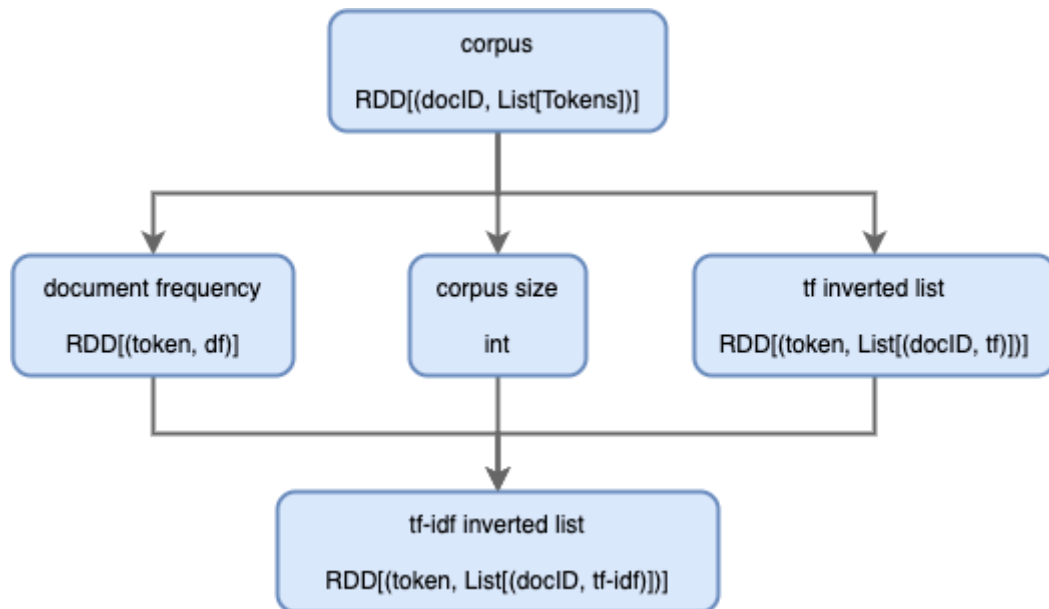 corpus
RDD[(docID, List[Tokens])]
document frequency
RDD[(token, df)]
corpus size
int
tf inverted list
RDD[(token, List[(docID, tf)])]
tf-idf inverted list
RDD[(token, List[(docID, tf-idf)])]